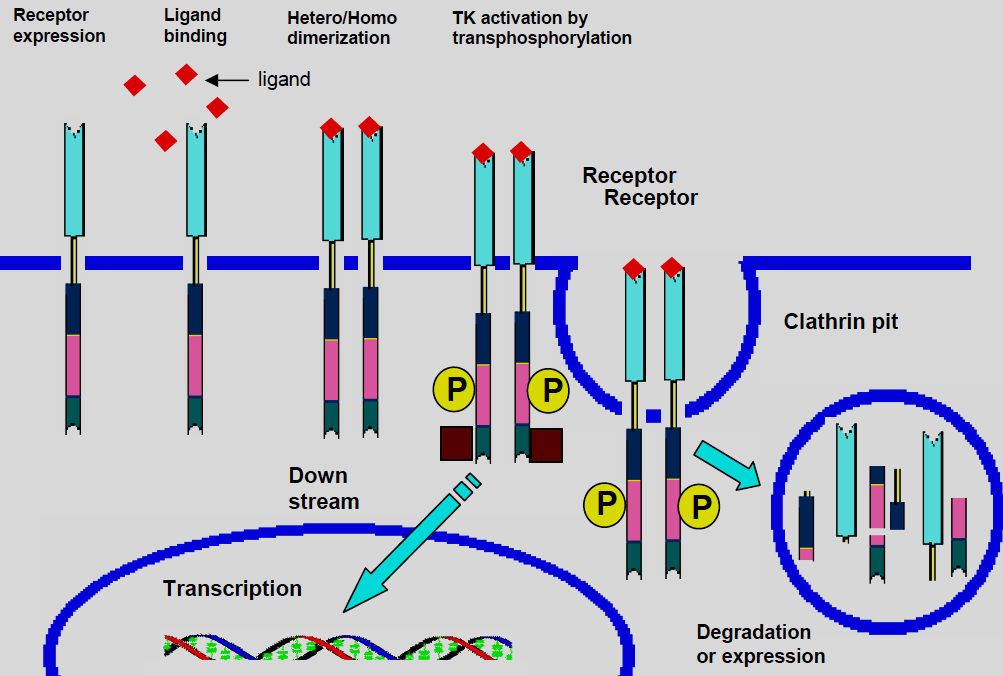 Receptor
expression
Ligand
binding
Hetero/Homo
dimerization
TK activation by
transphosphorylation
ligand
Receptor
Receptor
Clathrin pit
P
P
P
P
Down
stream
Transcription
Degradation
or expression